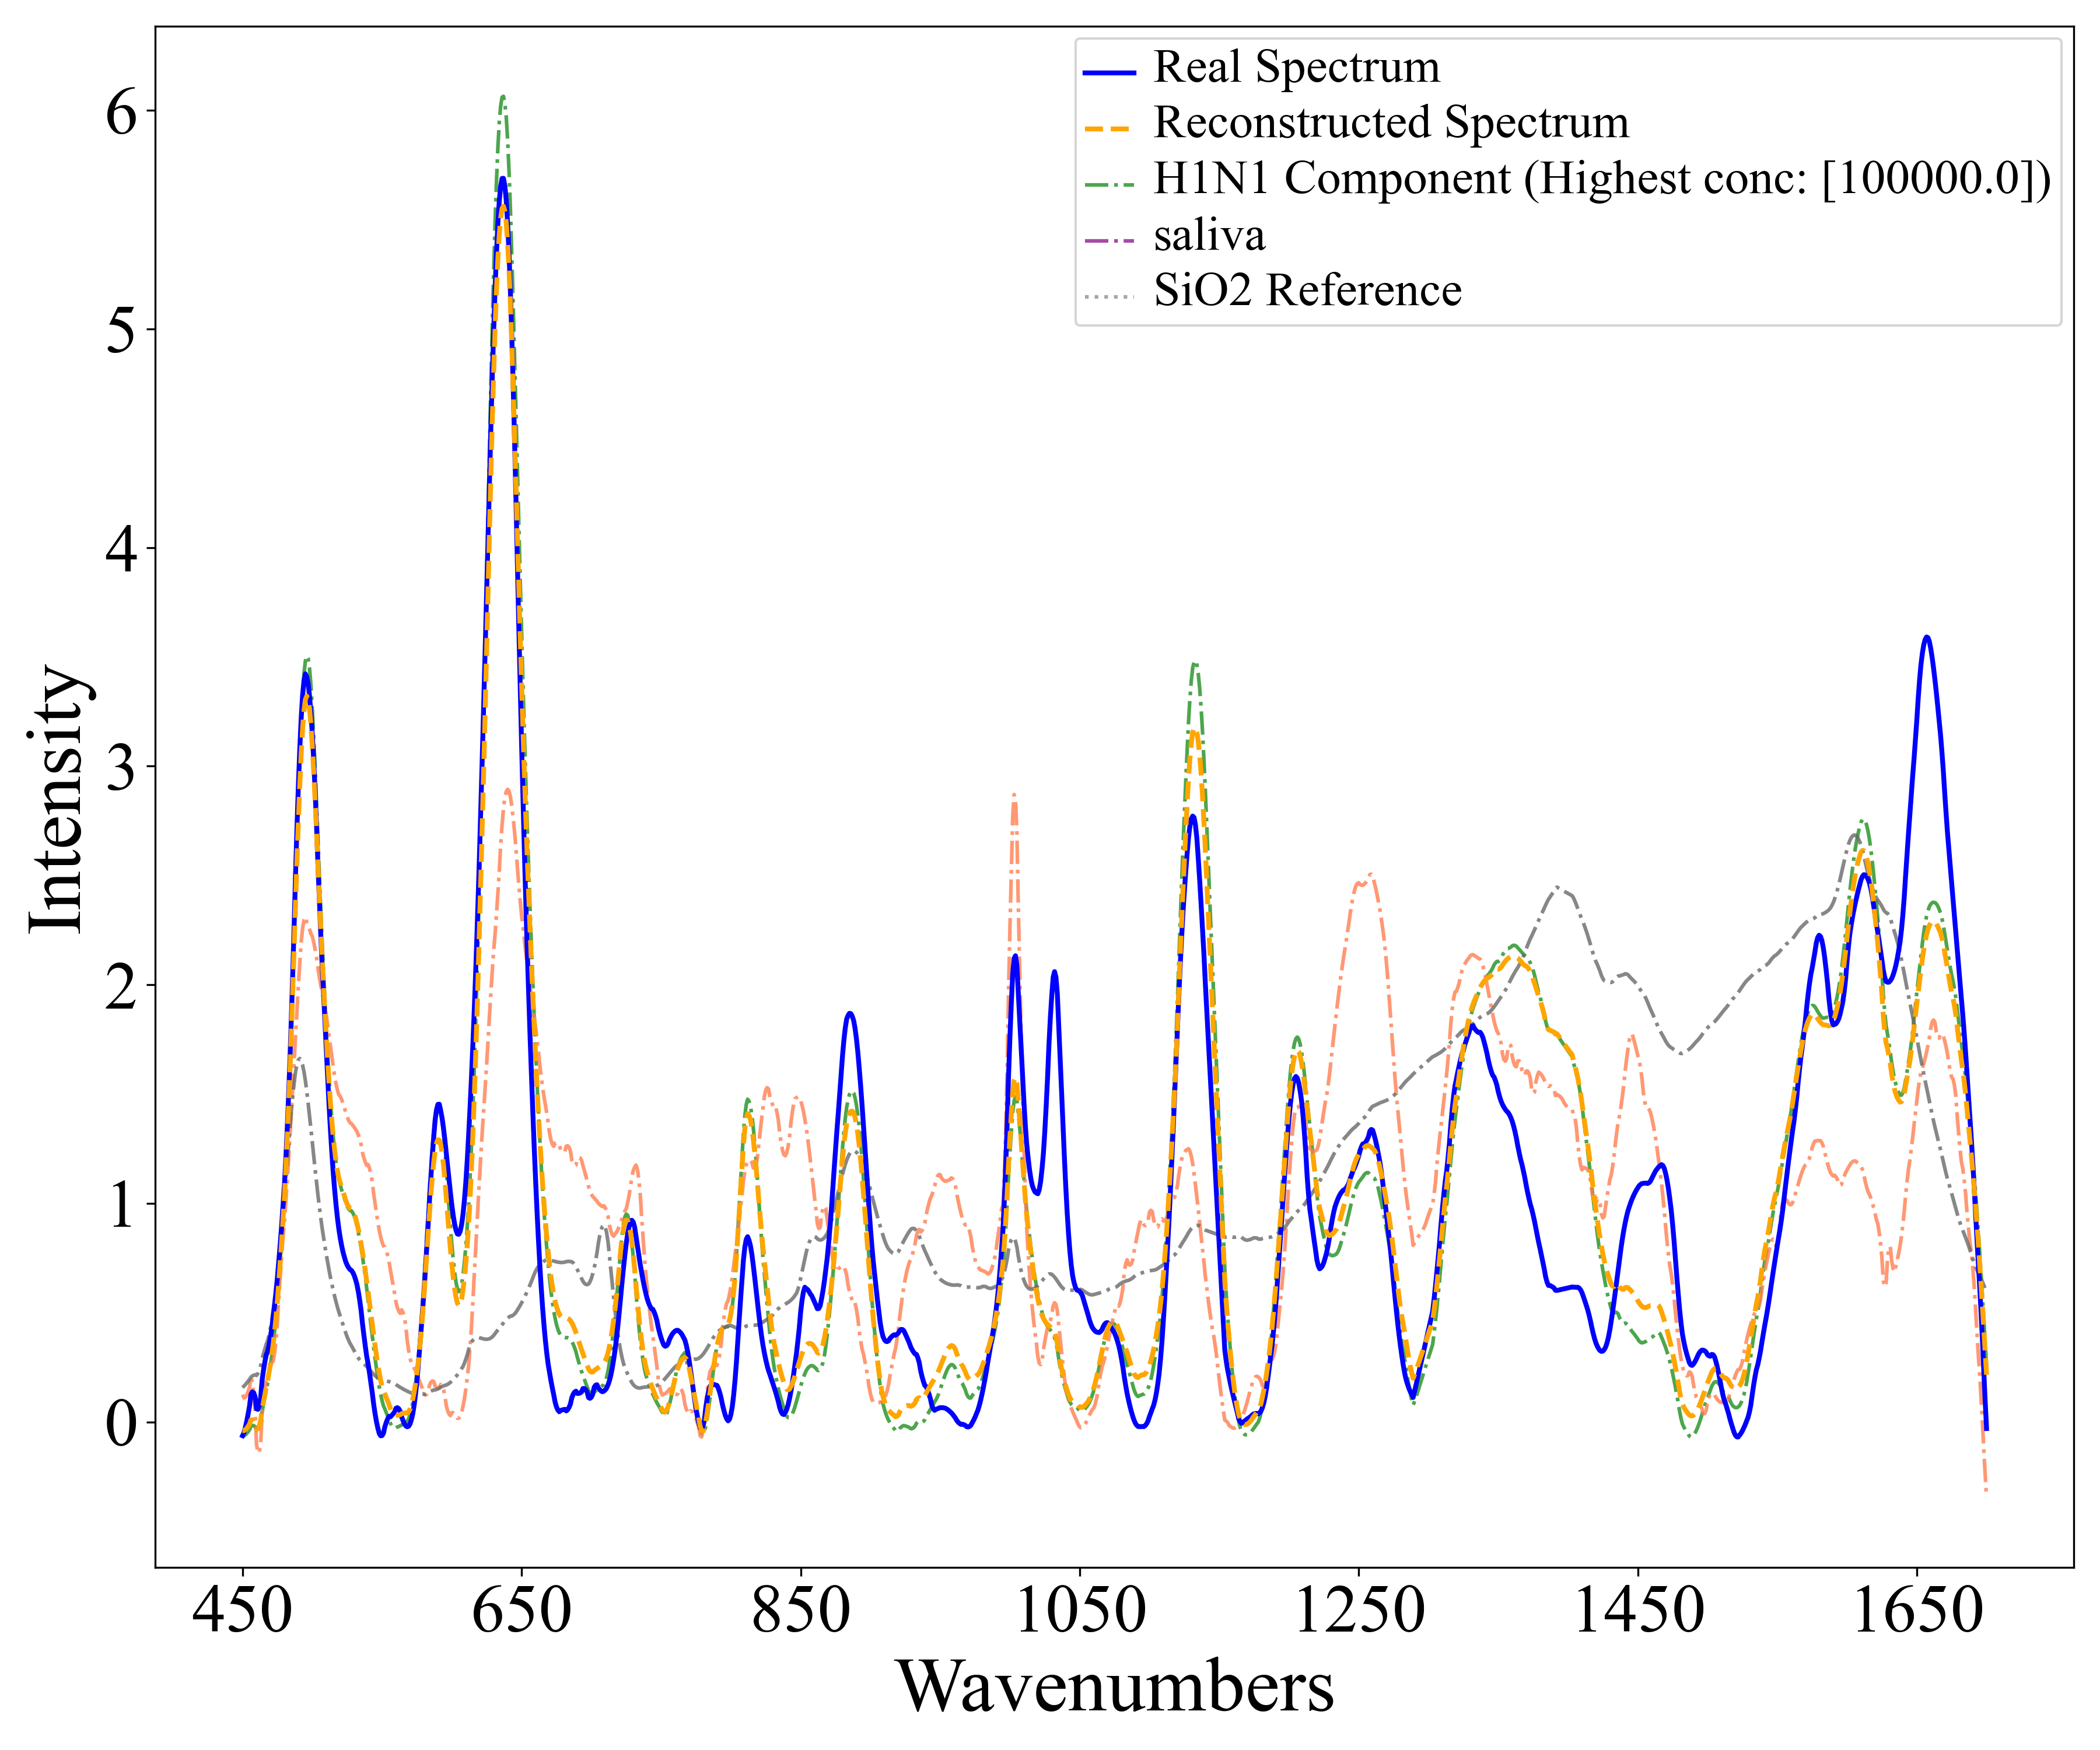 Real Spectrum
Reconstructed Spectrum
H1N1 Component (Highest conc: [100000.0])
saliva
SiO2 Reference
Intensity
6
5
4
3
2
1
0
450 650 850 1050 1250 1450 1650
Wavenumbers